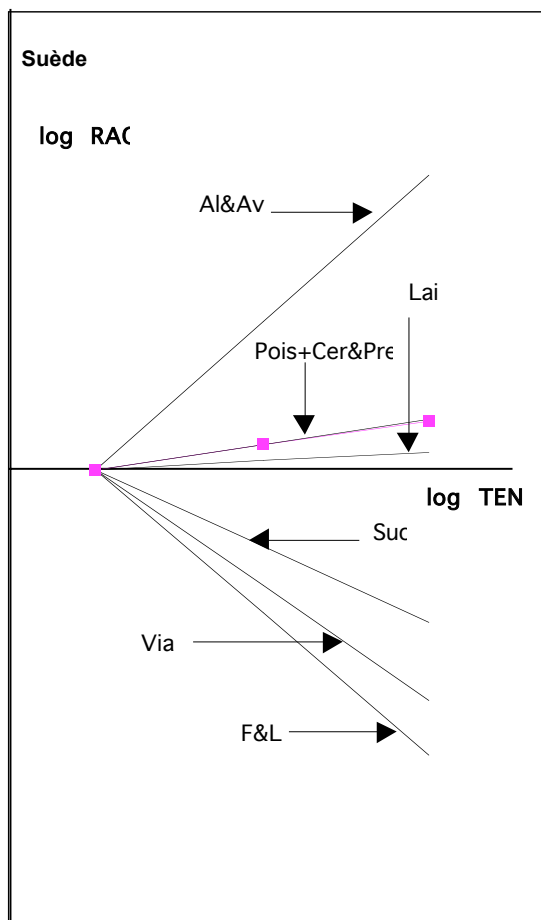 Suède
log RAC
Al&Av
Lai
Pois+Cer&Pre
log TEN
Suc
Via
F&L